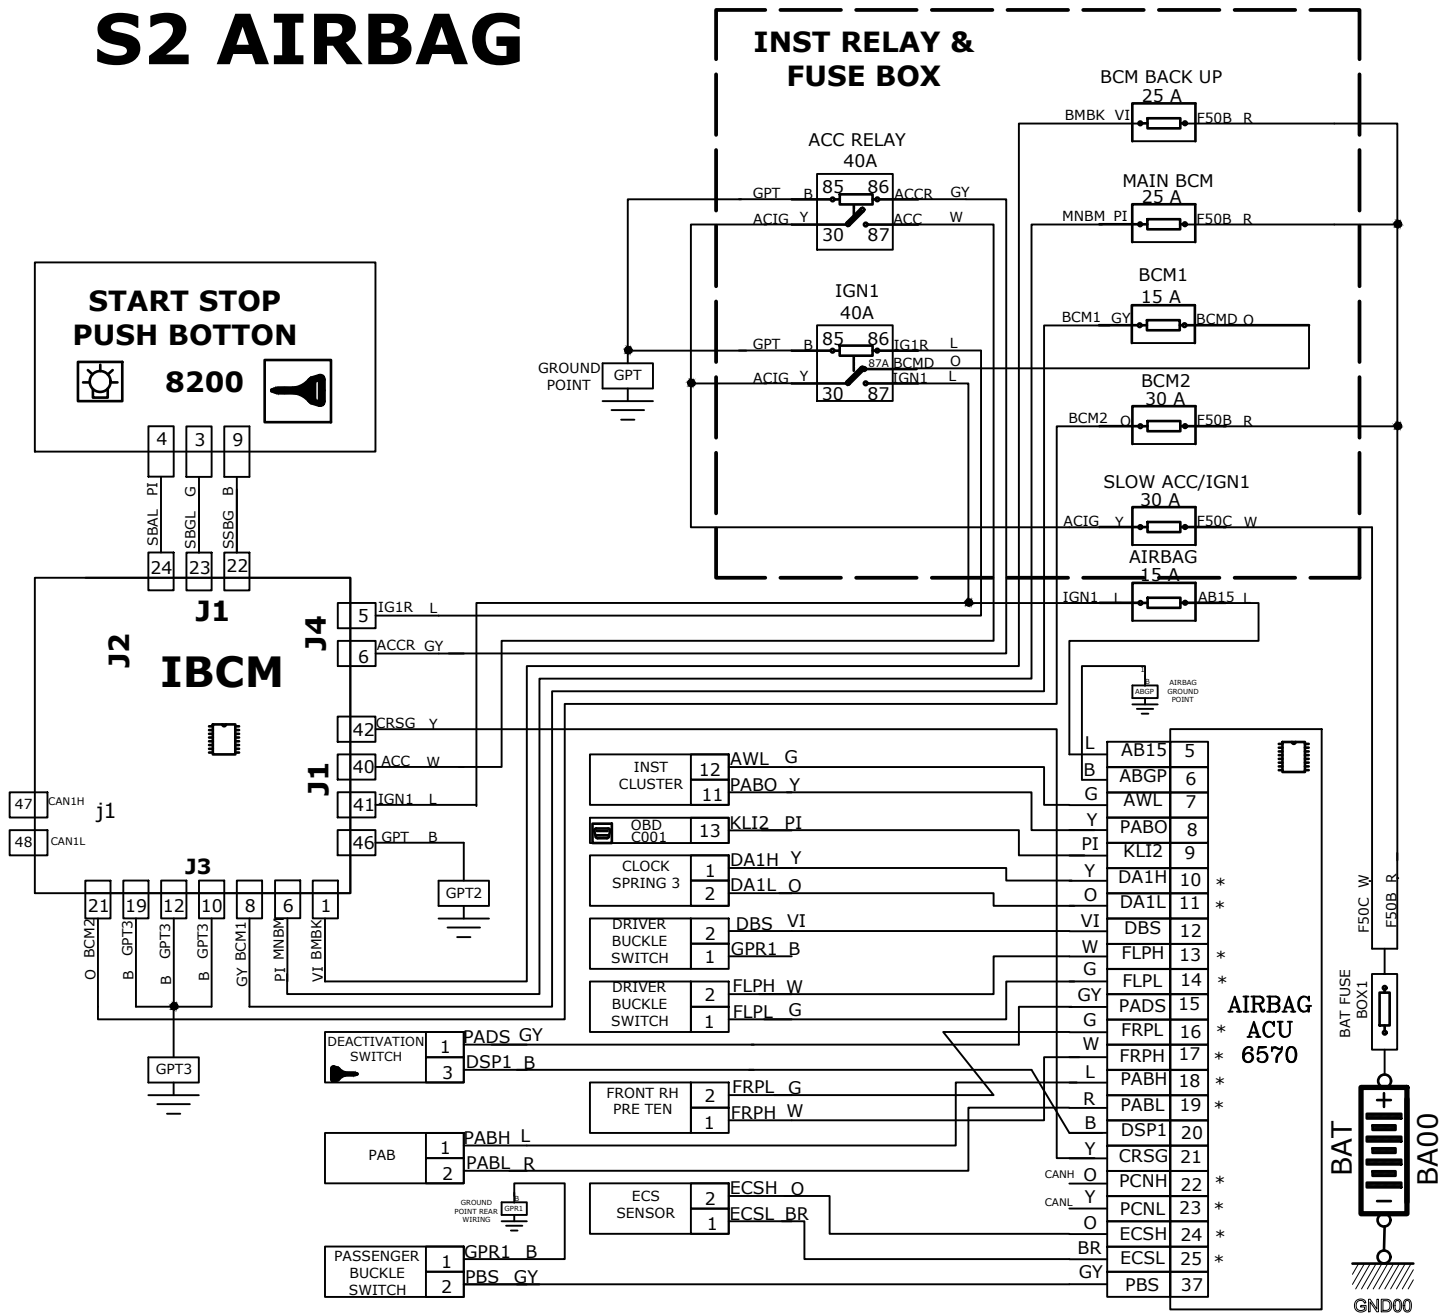 S2 AIRBAG
INST RELAY &
FUSE BOX
BCM BACK UP
25 A
BMBK VI
F50B R
ACC RELAY
40A
85 86
GPT B
ACCR GY
ACIG Y
ACC W
30 87
MAIN BCM
25 A
MNBM PI
F50B R
IGN1
40A
85 86
GPT B
IG1R L
87A BCMD O
ACIG Y
IGN1 L
30 87
BCM1
15 A
BCM1 GY
BCMD O
GROUND
POINT
GPT
BCM2
30 A
BCM2 O
F50B R
SLOW ACC/IGN1
30 A
ACIG Y
F50C W
AIRBAG
15 A
IGN1 L
AB15 L
START STOP
PUSH BOTTON
8200
4 3 9
SBAL PI
SBGL G
SSBG B
24 23 22
J1
J2
J4
IBCM
5 IG1R L
6 ACCR GY
42 CRSG Y
40 ACC W
J1
41 IGN1 L
46 GPT B
47 CAN1H
j1
48 CAN1L
J3
21 19 12 10 8 6 1
O BCM2
B GPT3
B GPT3
B GPT3
GY BCM1
PI MNBM
VI BMBK
GPT2
GPT3
1
B
ABGP
AIRBAG
GROUND
POINT
INST
CLUSTER
12 AWL G
11 PABO Y
OBD
C001
13 KLI2 PI
CLOCK
SPRING 3
1 DA1H Y
2 DA1L O
DRIVER
BUCKLE
SWITCH
2 DBS VI
1 GPR1 B
DRIVER
BUCKLE
SWITCH
2 FLPH W
1 FLPL G
DEACTIVATION
SWITCH
1 PADS GY
3 DSP1 B
FRONT RH
PRE TEN
2 FRPL G
1 FRPH W
PAB
1 PABH L
2 PABL R
GROUND
POINT REAR
WIRING
B
GPR1
ECS
SENSOR
2 ECSH O
1 ECSL BR
PASSENGER
BUCKLE
SWITCH
1 GPR1 B
2 PBS GY
L AB15 5
B ABGP 6
G AWL 7
Y PABO 8
PI KLI2 9
Y DA1H 10 *
O DA1L 11 *
VI DBS 12
W FLPH 13 *
G FLPL 14 *
GY PADS 15
G FRPL 16 *
W FRPH 17 *
L PABH 18 *
R PABL 19 *
B DSP1 20
Y CRSG 21
CANH O PCNH 22 *
CANL Y PCNL 23 *
O ECSH 24 *
BR ECSL 25 *
GY PBS 37
AIRBAG
ACU
6570
F50C W
F50B R
BAT FUSE
BOX1
BAT
BA00
GND00